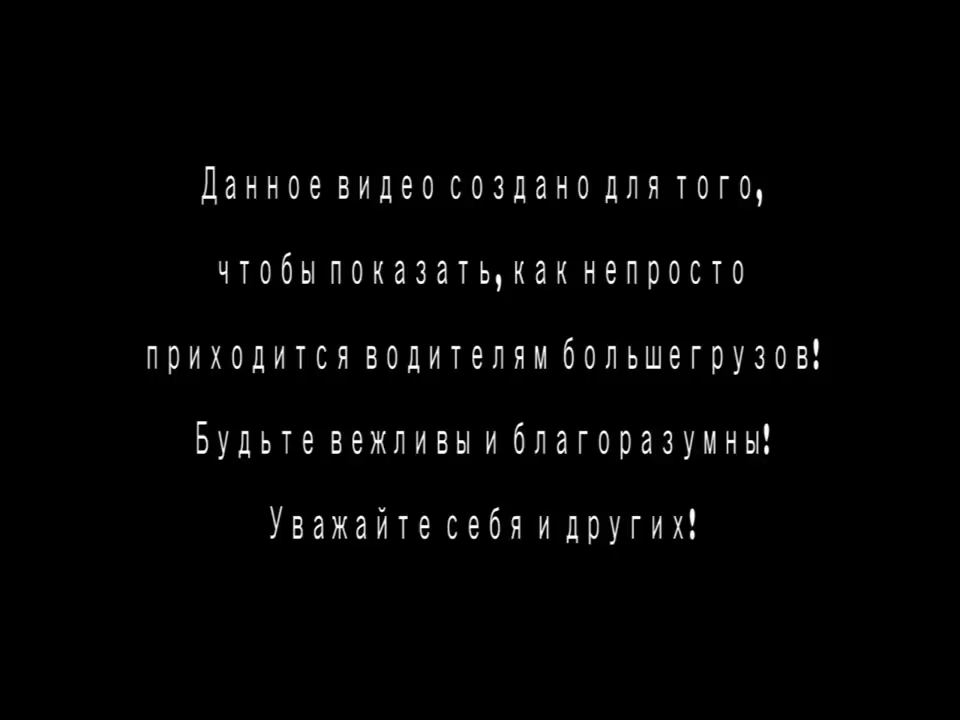 Данное видео создано для того,
чтобы показать, как непросто
приходится водителям большегрузов!
Будьте вежливы и благоразумны!
Уважайте себя и других!